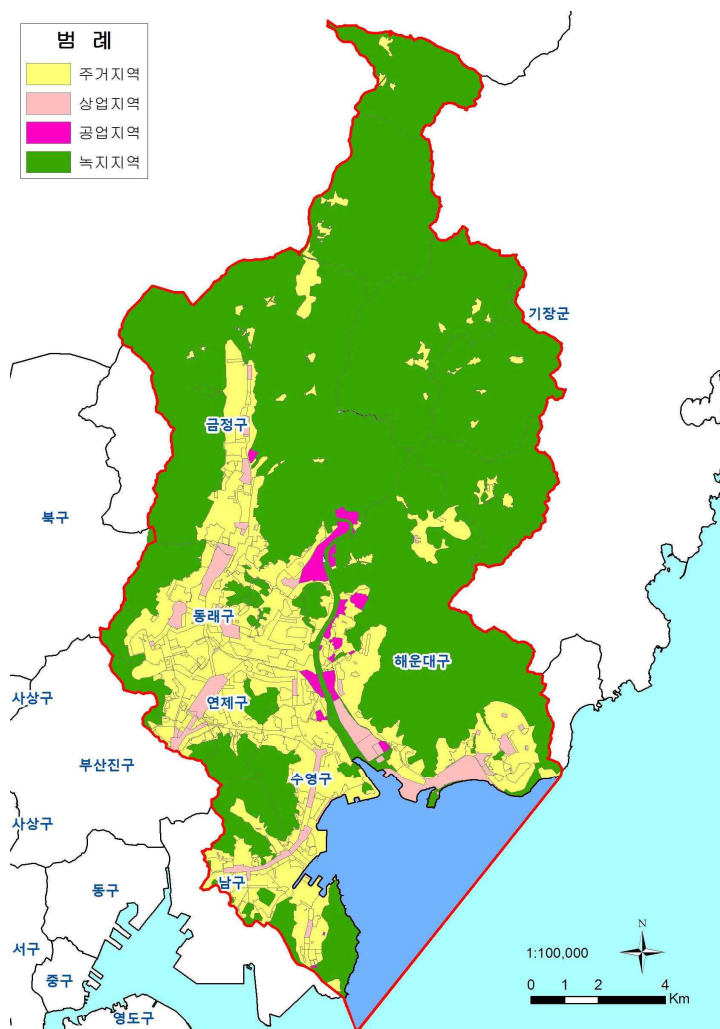 범 례
주거지역
상업지역
공업지역
녹지지역
기장군
금정구
북구
동래구
해운대구
사상구
연제구
부산진구
수영구
사상구
남구
동구
서구
중구
영도구
N
1:100,000
0 1 2 4
Km